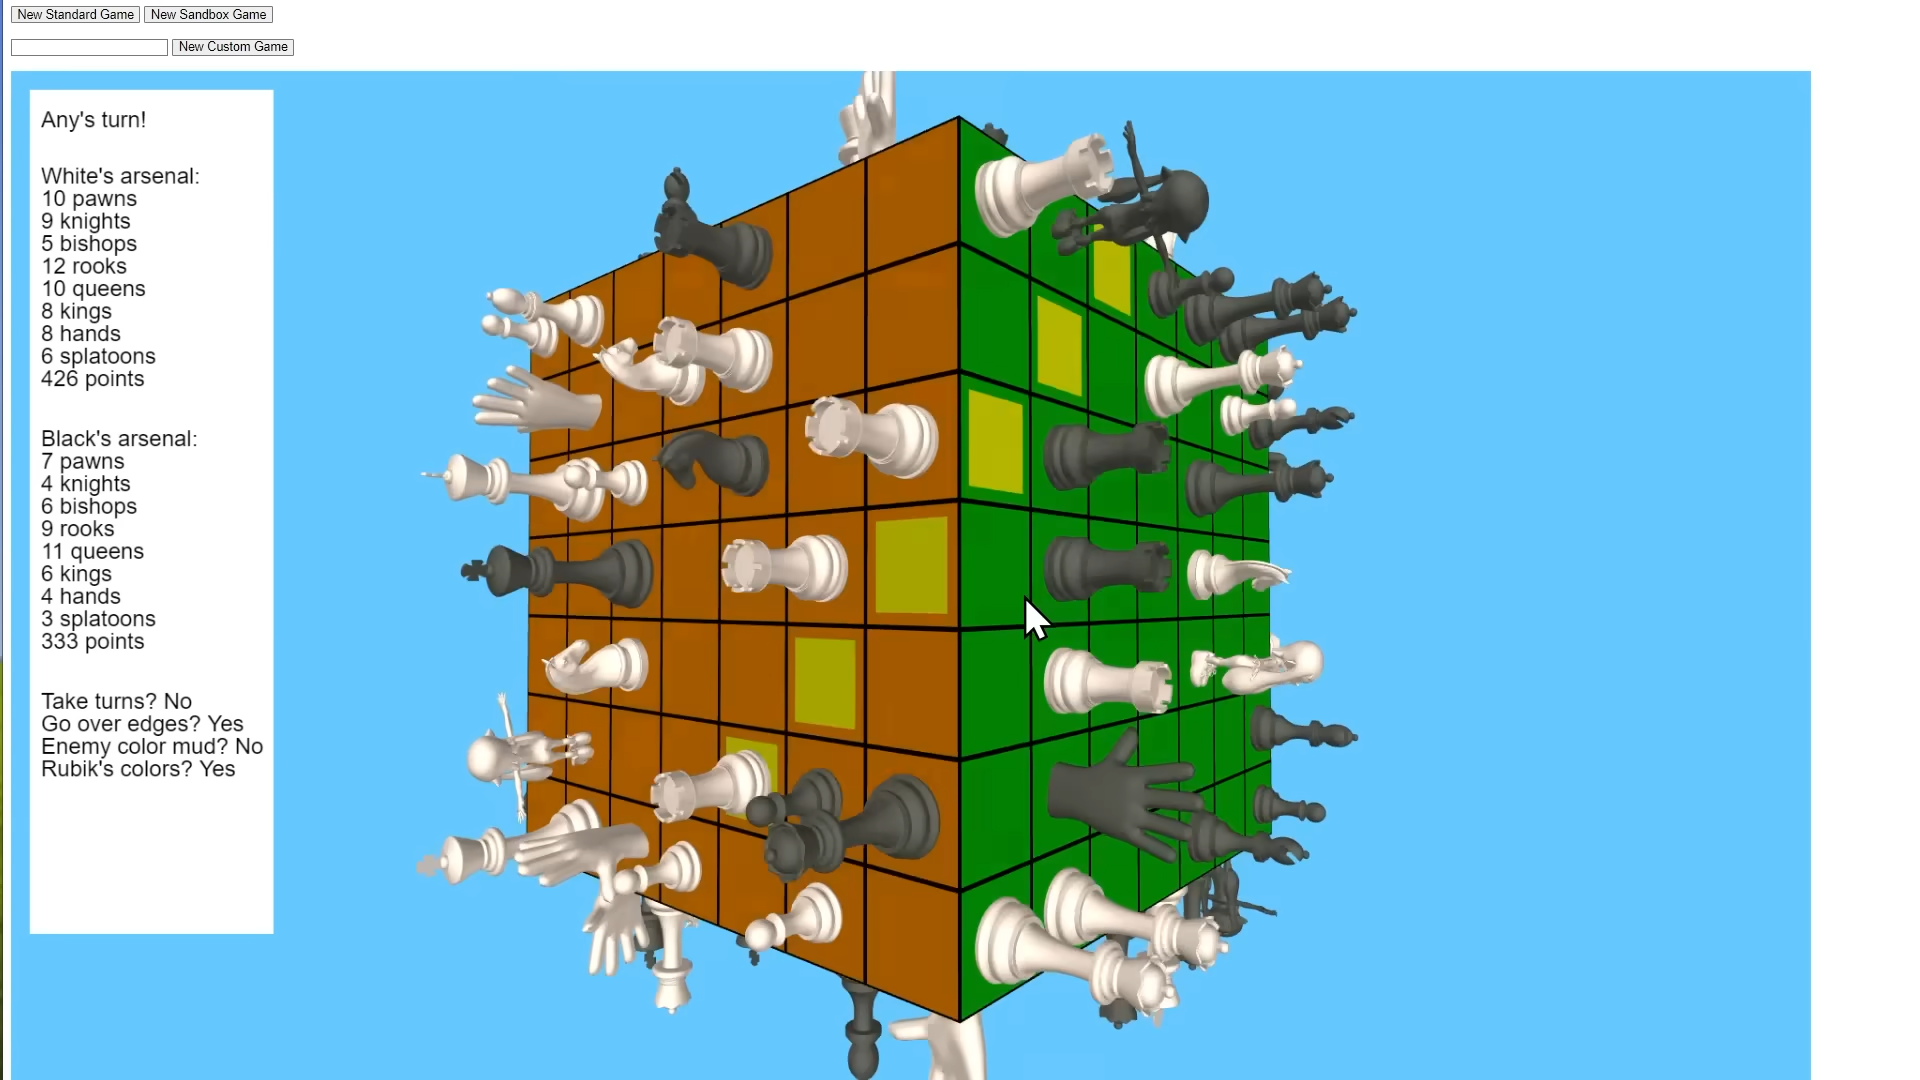 New Standard Game New Sandbox Game
New Custom Game
Any's turn!
White's arsenal:
10 pawns
9 knights
5 bishops
12 rooks
10 queens
8 kings
8 hands
6 splatoons
426 points
Black's arsenal:
7 pawns
4 knights
6 bishops
9 rooks
11 queens
6 kings
4 hands
3 splatoons
333 points
Take turns? No
Go over edges? Yes
Enemy color mud? No
Rubik's colors? Yes